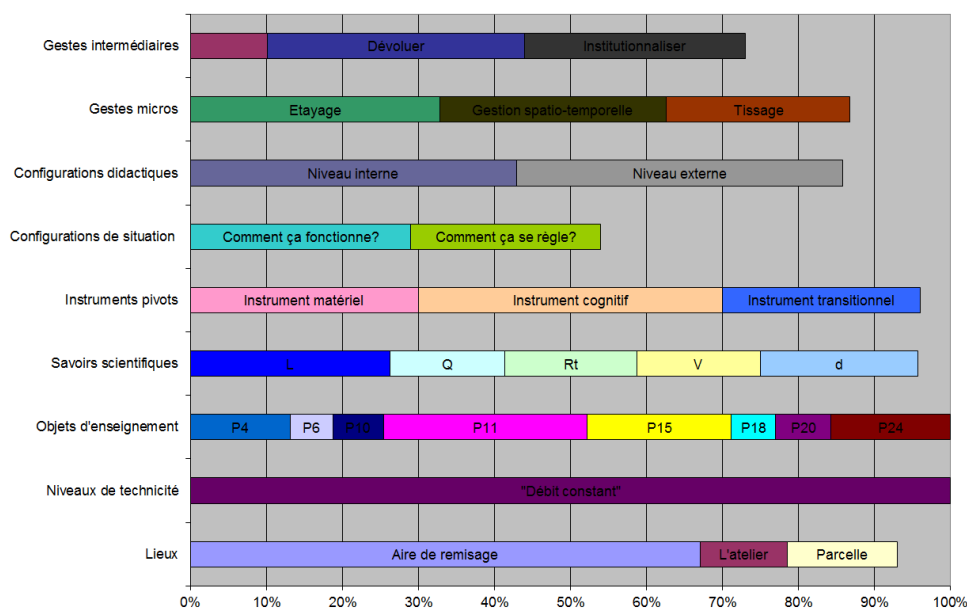 Gestes intermédiaires
Dévoluer
Institutionnaliser
Gestes micros
Etayage
Gestion spatio-temporelle
Tissage
Configurations didactiques
Niveau interne
Niveau externe
Configurations de situation
Comment ça fonctionne?
Comment ça se règle?
Instruments pivots
Instrument matériel
Instrument cognitif
Instrument transitionnel
Savoirs scientifiques
L
Q
Rt
V
d
Objets d'enseignement
P4
P6
P10
P11
P15
P18
P20
P24
Niveaux de technicité
"Débit constant"
Lieux
Aire de remisage
L'atelier
Parcelle
0%
10%
20%
30%
40%
50%
60%
70%
80%
90%
100%